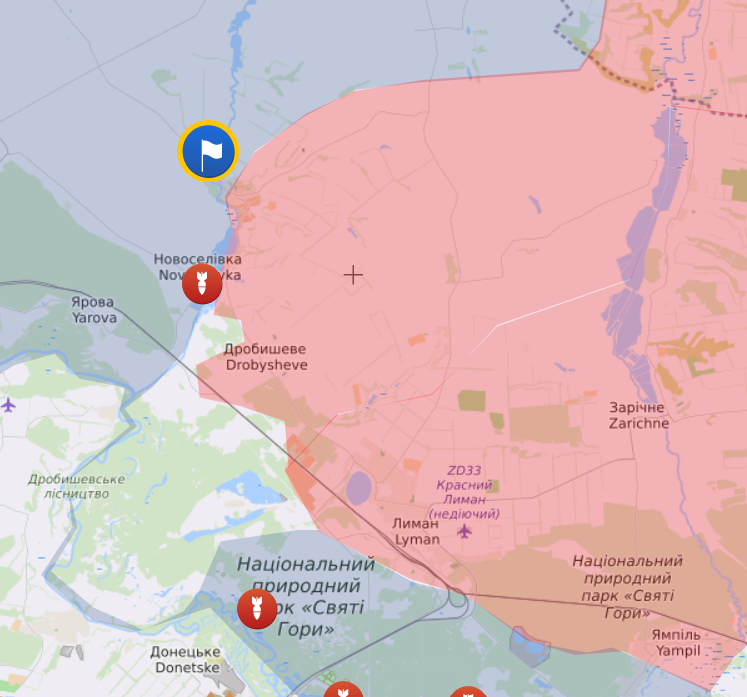 Новоселівка
Ярова
Yarova
Дробишеве
Drobysheve
Зарічне
Zarichne
Дробишевське
лісництво
ZD33
Красний
Лиман
(недіючий)
Лиман
Lyman
Національний
природний
парк «Святі
Гори»
Національний
природний
парк «Святі
Гори»
Ямпіль
Yampil
Донецьке
Donetske